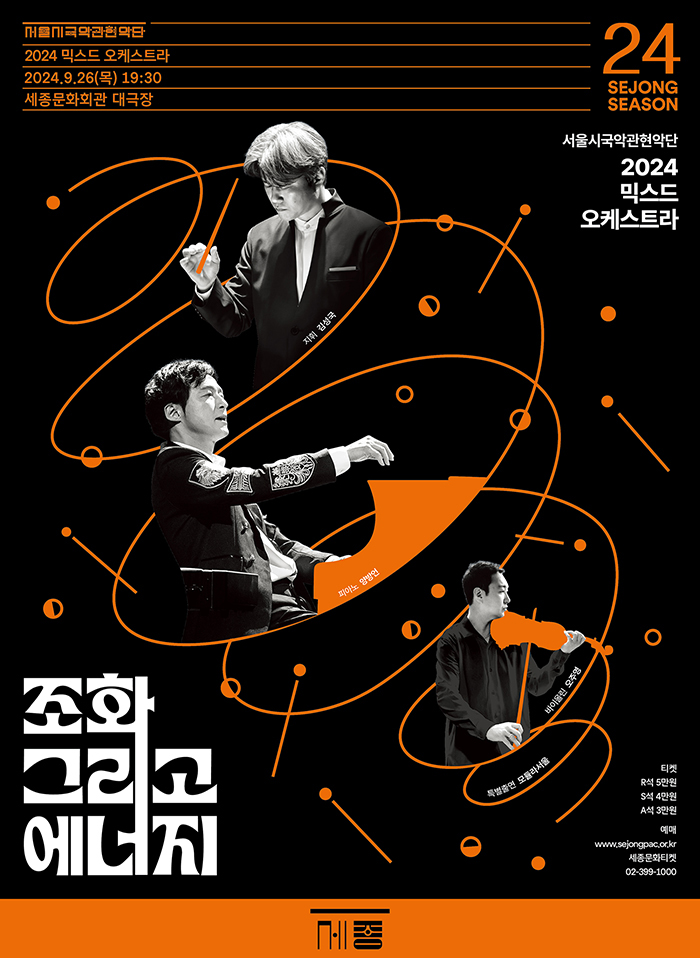 서울시국악관현악단
2024 믹스드 오케스트라
2024.9.26(목) 19:30
세종문화회관 대극장
24
SEJONG
SEASON
서울시국악관현악단
2024
믹스드
오케스트라
지휘 김성국
피아노 양방언
바이올린 오주영
특별출연 모듈라서울
조화
그리고
에너지
티켓
R석 5만원
S석 4만원
A석 3만원
예매
www.sejongpac.or.kr
세종문화티켓
02-399-1000
세종